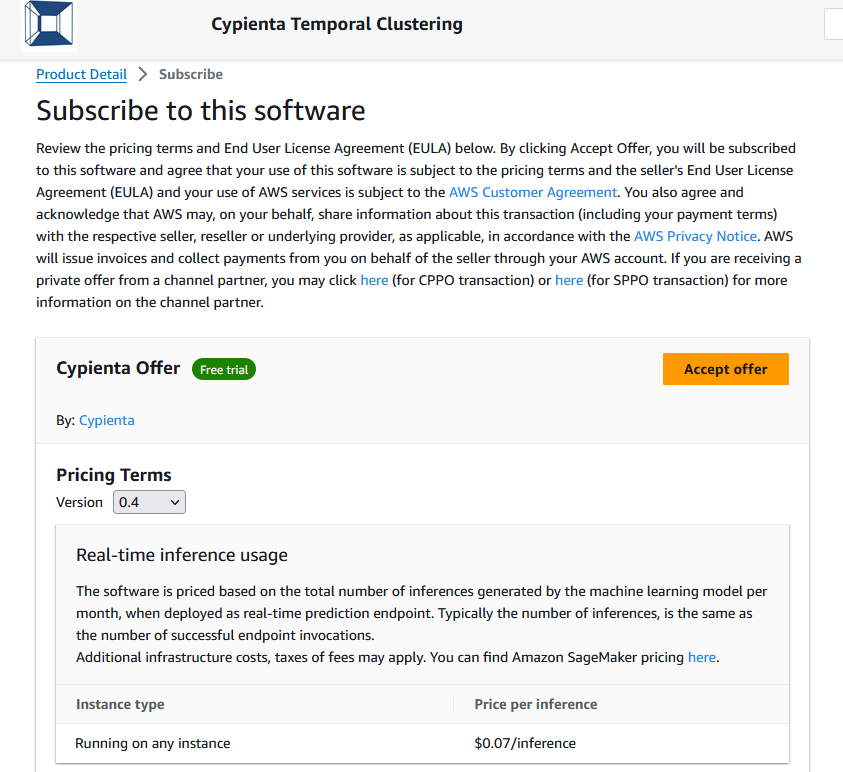 Cypienta Temporal Clustering
Product Detail > Subscribe
Subscribe to this software
Review the pricing terms and End User License Agreement (EULA) below. By clicking Accept Offer, you will be subscribed
to this software and agree that your use of this software is subject to the pricing terms and the seller's End User License
Agreement (EULA) and your use of AWS services is subject to the AWS Customer Agreement. You also agree and
acknowledge that AWS may, on your behalf, share information about this transaction (including your payment terms)
with the respective seller, reseller or underlying provider, as applicable, in accordance with the AWS Privacy Notice. AWS
will issue invoices and collect payments from you on behalf of the seller through your AWS account. If you are receiving a
private offer from a channel partner, you may click here (for CPPO transaction) or here (for SPPO transaction) for more
information on the channel partner.
Cypienta Offer Free trial Accept offer
By: Cypienta
Pricing Terms
Version 0.4
Real-time inference usage
The software is priced based on the total number of inferences generated by the machine learning model per
month, when deployed as real-time prediction endpoint. Typically the number of inferences, is the same as
the number of successful endpoint invocations.
Additional infrastructure costs, taxes of fees may apply. You can find Amazon SageMaker pricing here.
Instance type Price per inference
Running on any instance $0.07/inference